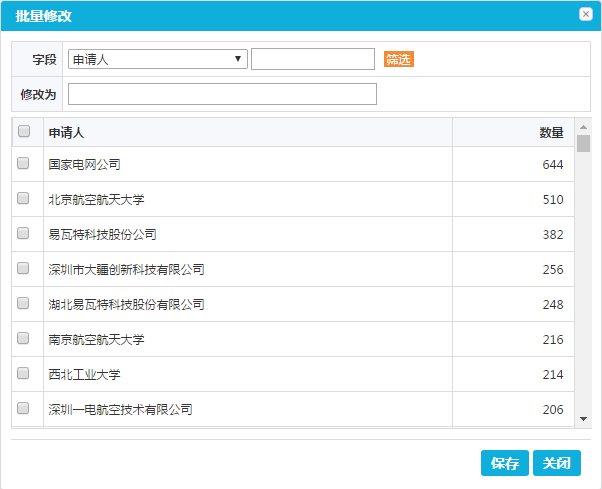 批量修改
字段 申请人 筛选
修改为
申请人 数量
国家电网公司 644
北京航空航天大学 510
易瓦特科技股份公司 382
深圳市大疆创新科技有限公司 256
湖北易瓦特科技股份有限公司 248
南京航空航天大学 216
西北工业大学 214
深圳一电航空技术有限公司 206
保存 关闭